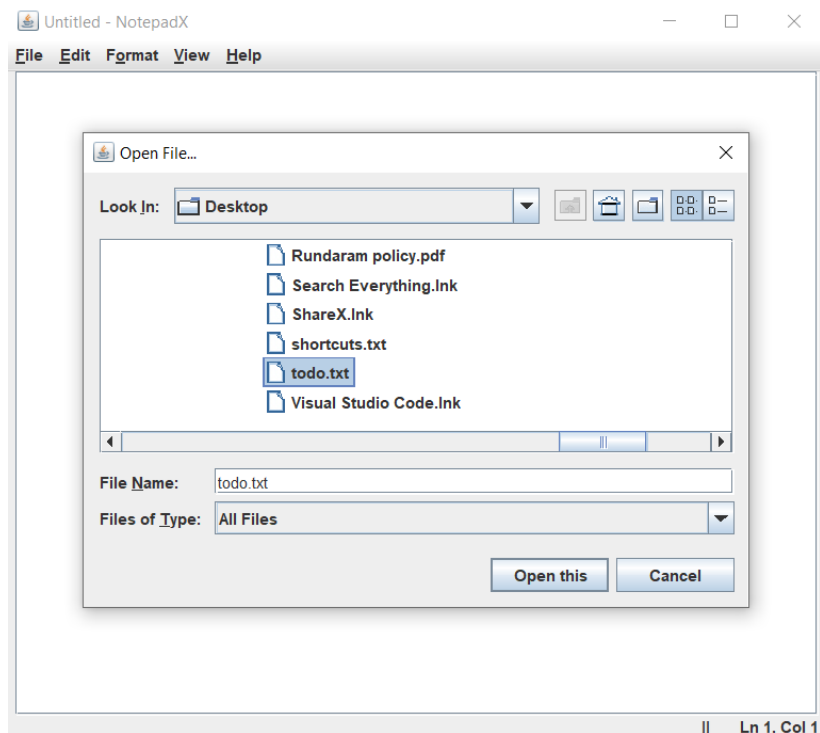 Untitled - NotepadX
File Edit Format View Help
Open File...
Look In: Desktop
Rundaram policy.pdf
Search Everything.lnk
ShareX.lnk
shortcuts.txt
todo.txt
Visual Studio Code.lnk
File Name: todo.txt
Files of Type: All Files
Open this Cancel
|| Ln 1, Col 1